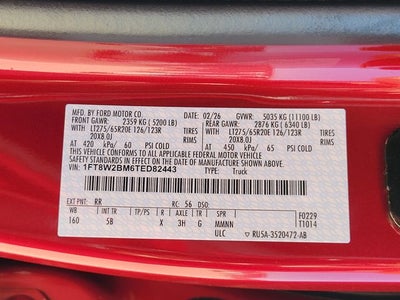 MFD. BY FORD MOTOR CO. 02/26 GVWR: 5035 KG (11100 LB)
FRONT GAWR: 2359 KG (5200 LB) REAR GAWR: 2876 KG (6340 LB)
WITH LT275/65R20E 126/123R TIRES WITH LT275/65R20E 126/123R TIRES
20X8.0J RIMS 20X8.0J RIMS
AT 420 kPa/ 60 PSI COLD AT 450 kPa/ 65 PSI COLD
THIS VEHICLE CONFORMS TO ALL APPLICABLE FEDERAL MOTOR VEHICLE
SAFETY STANDARDS IN EFFECT ON THE DATE OF MANUFACTURE SHOWN ABOVE.
VIN: 1FT8W2BM6TED82443 TYPE: Truck
EXT PNT: RR RC: 56 DSO:
WB INT TR TP/PS R AXLE TR SPR F0229
160 5B X 3H G MMNN T1014
ULC RUSA-3520472-AB